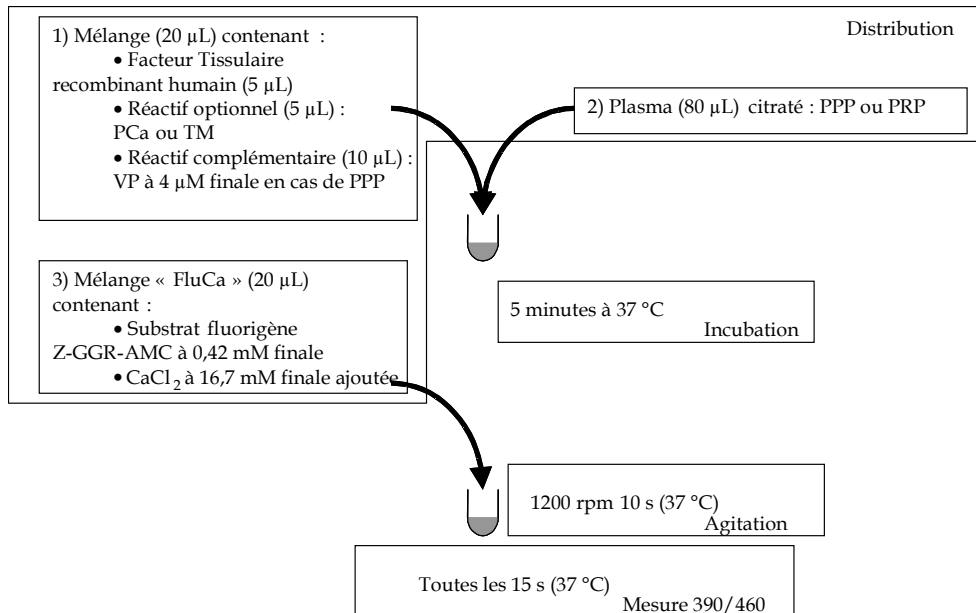 Distribution
1) Mélange (20 µL) contenant :
• Facteur Tissulaire
recombinant humain (5 µL)
• Réactif optionnel (5 µL) :
PCa ou TM
• Réactif complémentaire (10 µL) :
VP à 4 µM finale en cas de PPP
2) Plasma (80 µL) citraté : PPP ou PRP
3) Mélange « FluCa » (20 µL)
contenant :
• Substrat fluorigène
Z-GGR-AMC à 0,42 mM finale
• CaCl2 à 16,7 mM finale ajoutée
5 minutes à 37 °C
Incubation
1200 rpm 10 s (37 °C)
Agitation
Toutes les 15 s (37 °C)
Mesure 390/460